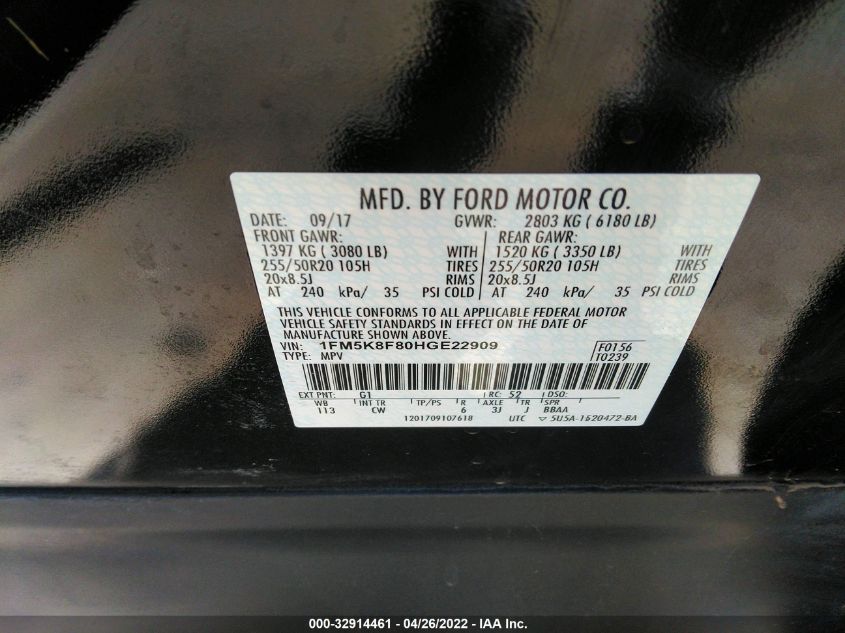 MFD. BY FORD MOTOR CO.
DATE: 09/17 GVWR: 2803 KG ( 6180 LB)
FRONT GAWR: REAR GAWR:
1397 KG ( 3080 LB) WITH 1520 KG ( 3350 LB) WITH
255/50R20 105H TIRES 255/50R20 105H TIRES
20x8.5J RIMS 20x8.5J RIMS
AT 240 kPa/ 35 PSI COLD AT 240 kPa/ 35 PSI COLD
THIS VEHICLE CONFORMS TO ALL APPLICABLE FEDERAL MOTOR
VEHICLE SAFETY STANDARDS IN EFFECT ON THE DATE OF
MANUFACTURE SHOWN ABOVE.
VIN: 1FM5K8F80HGE22909 F0156
TYPE: MPV T0239
EXT PNT: G1 RC: 52 DSO:
WB INT TR TP/PS R AXLE TR SPR
113 CW 6 3J J BBAA
1201709107618 UTC ▽ 5U5A-1520472-BA
000-32914461 | 04/26/2022 - IAA Inc.